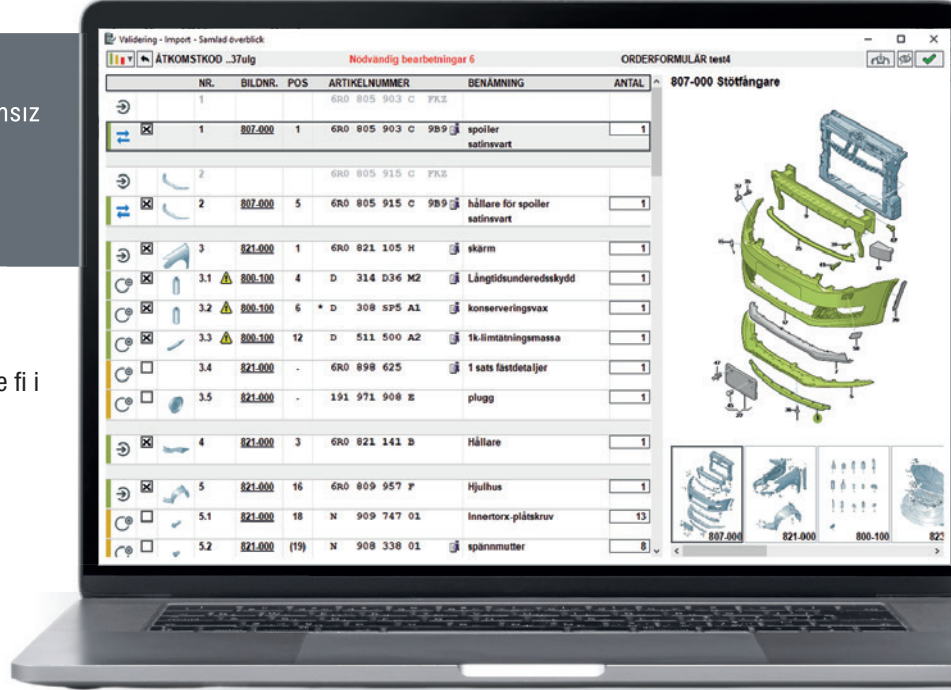 nsız
e fi i
Validering - Import - Samlad överblick
ÅTKOMSTKOD ..37ulg Nödvändig bearbetningar 6 ORDERFORMULÄR test4
NR. BILDNR. POS ARTIKELNUMMER BENÄMNING ANTAL
807-000 Stötfångare
1 6R0 805 903 C FKZ
1 807-000 1 6R0 805 903 C 9B9 spoiler 1
satinsvart
2 6R0 805 915 C FKZ
2 807-000 5 6R0 805 915 C 9B9 hållare för spoiler 1
satinsvart
3 821-000 1 6R0 821 105 H skärm 1
3.1 800-100 4 D 314 D36 M2 Långtidsunderedsskydd 1
3.2 800-100 6 * D 308 SP5 A1 konserveringsvax 1
3.3 800-100 12 D 511 500 A2 1k-limtätningsmassa 1
3.4 821-000 - 6R0 898 625 1 sats fästdetaljer 1
3.5 821-000 - 191 971 908 E plugg 1
4 821-000 3 6R0 821 141 B Hållare 1
5 821-000 16 6R0 809 957 F Hjulhus 1
5.1 821-000 18 N 909 747 01 Innertorx-plåtskruv 13
5.2 821-000 (19) N 908 338 01 spännmutter 8
807-000 821-000 800-100 823